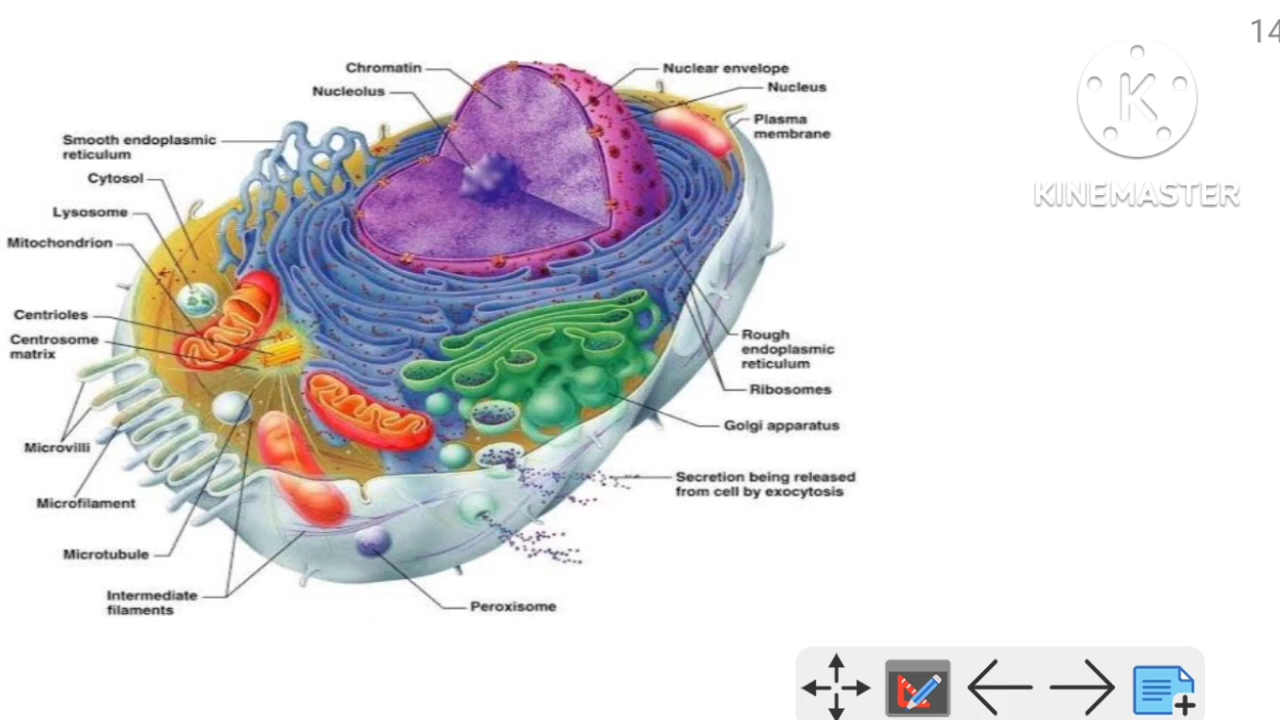 14
Chromatin
Nuclear envelope
Nucleolus
Nucleus
Plasma
membrane
Smooth endoplasmic
reticulum
Cytosol
Lysosome
Mitochondrion
KINEMASTER
Centrioles
Centrosome
matrix
Rough
endoplasmic
reticulum
Ribosomes
Golgi apparatus
Microvilli
Secretion being released
from cell by exocytosis
Microfilament
Microtubule
Intermediate
filaments
Peroxisome